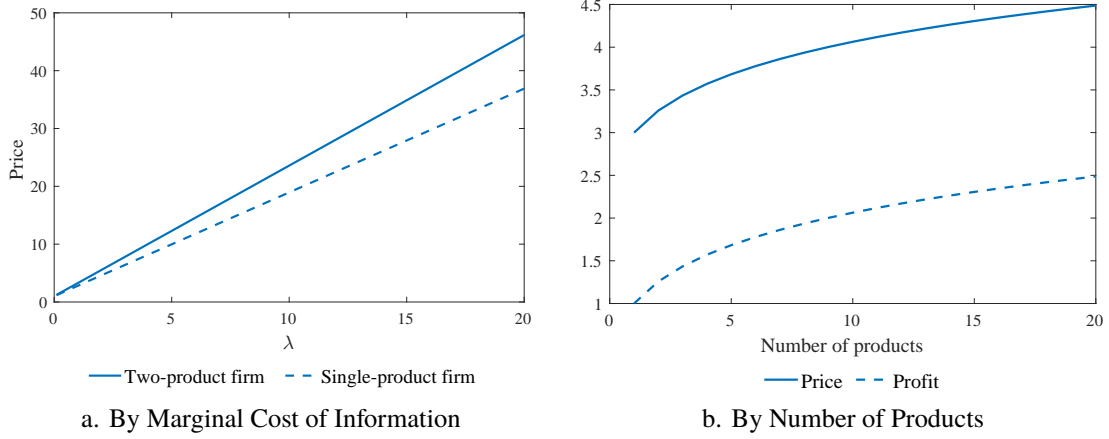 50
40
30
20
10
0
Price
0 5 10 15 20
λ
Two-product firm Single-product firm
a. By Marginal Cost of Information
4.5
4
3.5
3
2.5
2
1.5
1
0 5 10 15 20
Number of products
Price Profit
b. By Number of Products